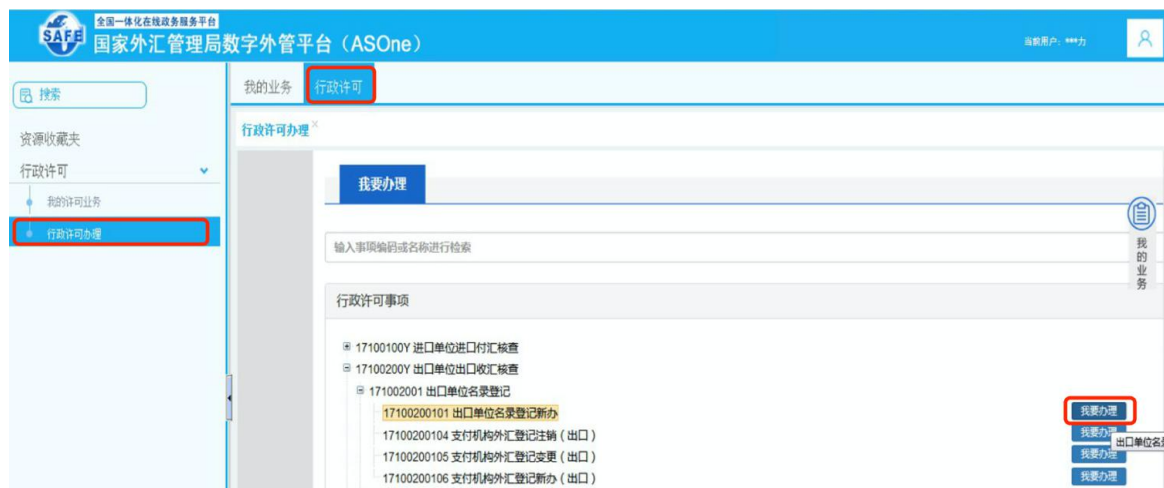 全国一体化在线政务服务平台
SAFE
国家外汇管理局数字外管平台（ASOne）
当前用户：***力
搜索
我的业务
行政许可
资源收藏夹
行政许可
我的许可业务
行政许可办理
行政许可办理
我要办理
输入事项编码或名称进行检索
我的业务
行政许可事项
17100100Y 进口单位进口付汇核查
17100200Y 出口单位出口收汇核查
171002001 出口单位名录登记
17100200101 出口单位名录登记新办
我要办理
17100200104 支付机构外汇登记注销（出口）
我要办理
出口单位名
17100200105 支付机构外汇登记变更（出口）
我要办理
17100200106 支付机构外汇登记新办（出口）
我要办理